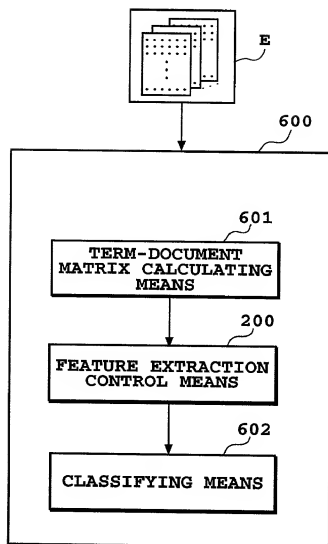 E
600
601
TERM-DOCUMENT
MATRIX CALCULATING
MEANS
200
FEATURE EXTRACTION
CONTROL MEANS
602
CLASSIFYING MEANS